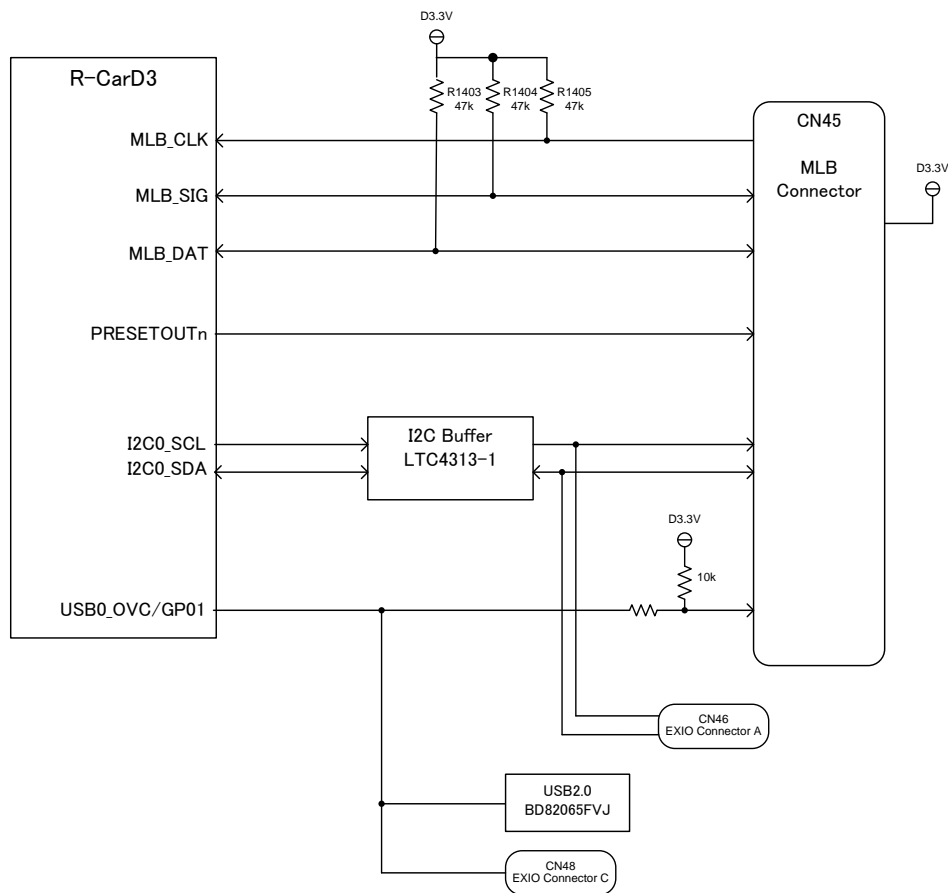 D3.3V
R-CarD3
R1403
47k
R1404
47k
R1405
47k
CN45
MLB_CLK
MLB
Connector
D3.3V
MLB_SIG
MLB_DAT
PRESETOUTn
I2C0_SCL
I2C0_SDA
I2C Buffer
LTC4313-1
D3.3V
10k
USB0_OVC/GP01
CN46
EXIO Connector A
USB2.0
BD82065FVJ
CN48
EXIO Connector C